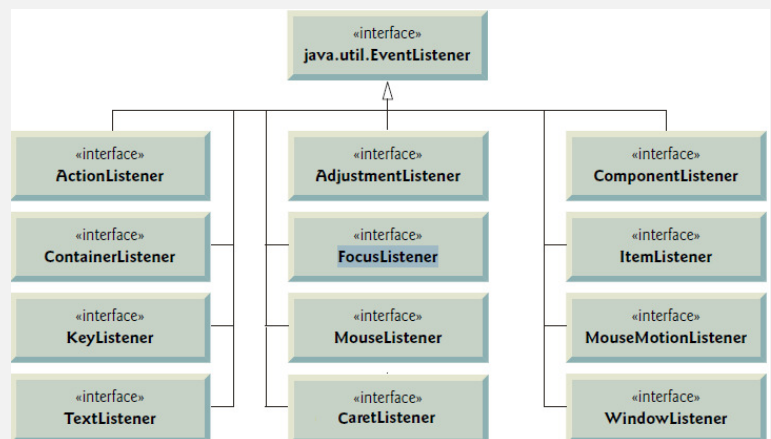 «interface»
java.util.EventListener
«interface»
ActionListener
«interface»
AdjustmentListener
«interface»
ComponentListener
«interface»
ContainerListener
«interface»
FocusListener
«interface»
ItemListener
«interface»
KeyListener
«interface»
MouseListener
«interface»
MouseMotionListener
«interface»
TextListener
«interface»
CaretListener
«interface»
WindowListener